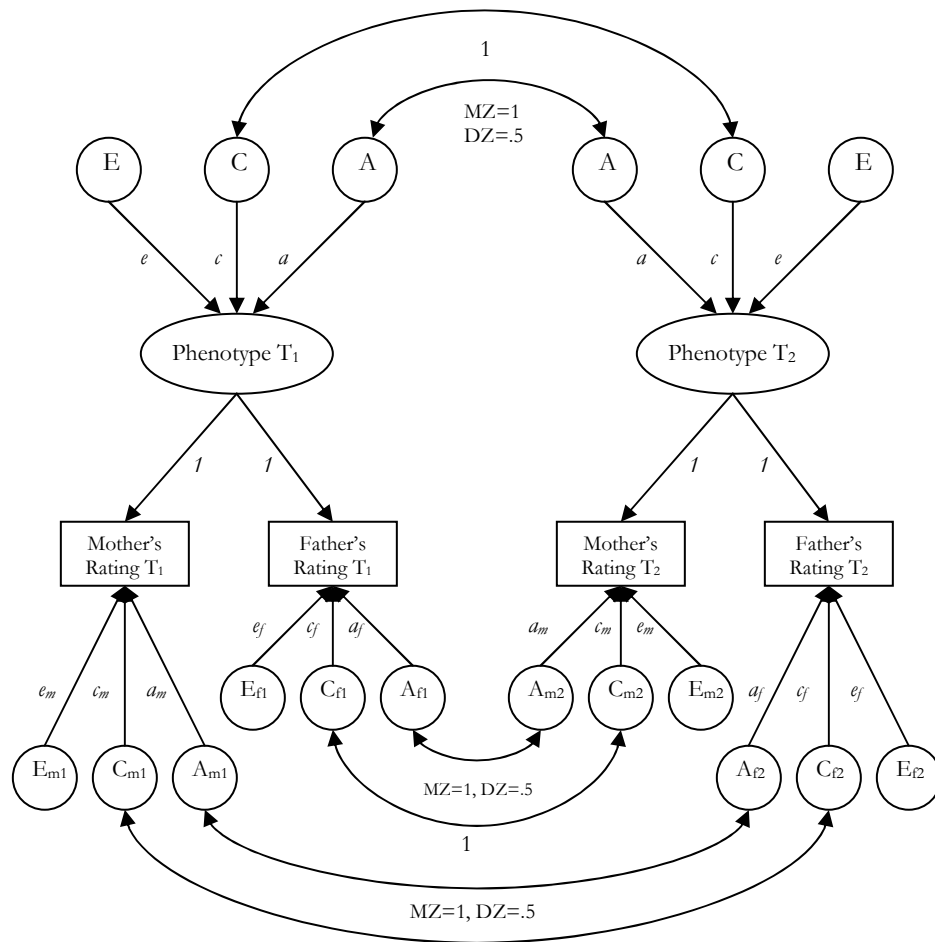 1
MZ=1
DZ=.5
E C A A C E
e c a a c e
Phenotype T₁ Phenotype T₂
1 1 1 1
Mother's Father's Mother's Father's
Rating T₁ Rating T₁ Rating T₂ Rating T₂
e_f c_f a_f a_m c_m e_m
e_m c_m a_m a_f c_f e_f
E_f1 C_f1 A_f1 A_m2 C_m2 E_m2
E_m1 C_m1 A_m1 A_f2 C_f2 E_f2
MZ=1, DZ=.5
1
MZ=1, DZ=.5